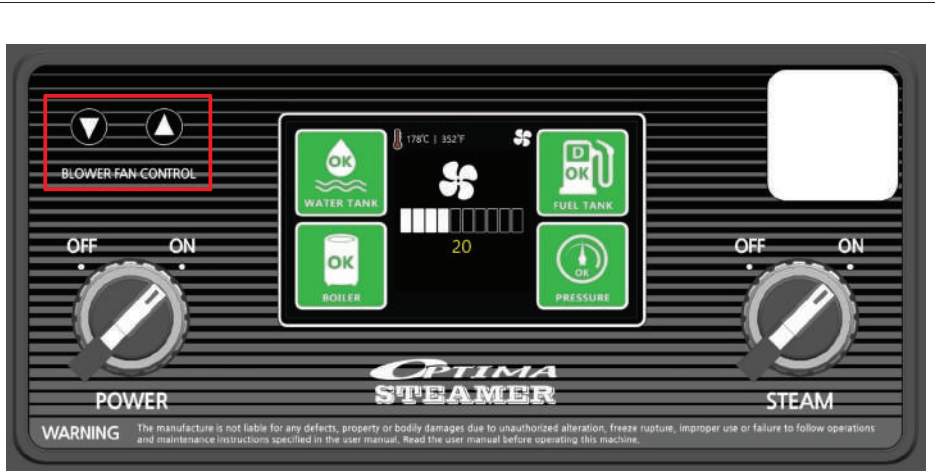 BLOWER FAN CONTROL
OFF ON
POWER
OK
WATER TANK
178℃ | 352℉
D
OK
FUEL TANK
20
OK
BOILER
OK
PRESSURE
OFF ON
STEAM
OPTIMA
STEAMER
WARNING
The manufacture is not liable for any defects, property or bodily damages due to unauthorized alteration, freeze rupture, improper use or failure to follow operations
and maintenance instructions specified in the user manual. Read the user manual before operating this machine.